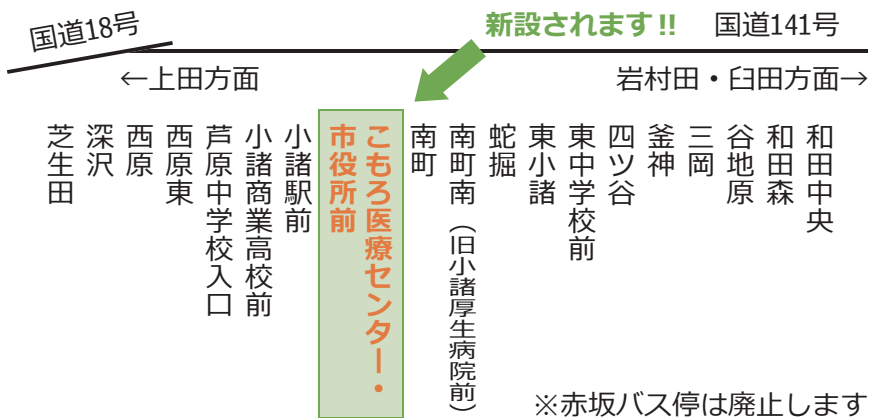 国道18号
新設されます!!
国道141号
←上田方面
岩村田・臼田方面→
芝生田
深沢
西原
西原東
芦原中学校入口
小諸商業高校前
小諸駅前
こもろ医療センター・
市役所前
南町
南町南（旧小諸厚生病院前）
蛇掘
東小諸
東中学校前
四ツ谷
釜神
三岡
谷地原
和田森
和田中央
※赤坂バス停は廃止します